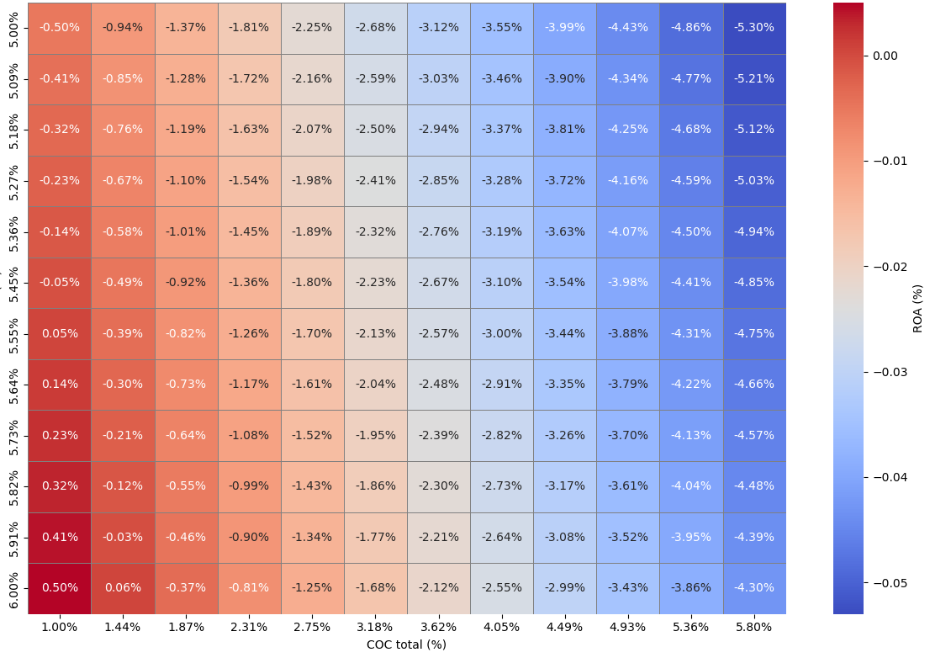 5.00% -0.50% -0.94% -1.37% -1.81% -2.25% -2.68% -3.12% -3.55% -3.99% -4.43% -4.86% -5.30%
5.09% -0.41% -0.85% -1.28% -1.72% -2.16% -2.59% -3.03% -3.46% -3.90% -4.34% -4.77% -5.21%
5.18% -0.32% -0.76% -1.19% -1.63% -2.07% -2.50% -2.94% -3.37% -3.81% -4.25% -4.68% -5.12%
5.27% -0.23% -0.67% -1.10% -1.54% -1.98% -2.41% -2.85% -3.28% -3.72% -4.16% -4.59% -5.03%
5.36% -0.14% -0.58% -1.01% -1.45% -1.89% -2.32% -2.76% -3.19% -3.63% -4.07% -4.50% -4.94%
5.45% -0.05% -0.49% -0.92% -1.36% -1.80% -2.23% -2.67% -3.10% -3.54% -3.98% -4.41% -4.85%
5.55% 0.05% -0.39% -0.82% -1.26% -1.70% -2.13% -2.57% -3.00% -3.44% -3.88% -4.31% -4.75%
5.64% 0.14% -0.30% -0.73% -1.17% -1.61% -2.04% -2.48% -2.91% -3.35% -3.79% -4.22% -4.66%
5.73% 0.23% -0.21% -0.64% -1.08% -1.52% -1.95% -2.39% -2.82% -3.26% -3.70% -4.13% -4.57%
5.82% 0.32% -0.12% -0.55% -0.99% -1.43% -1.86% -2.30% -2.73% -3.17% -3.61% -4.04% -4.48%
5.91% 0.41% -0.03% -0.46% -0.90% -1.34% -1.77% -2.21% -2.64% -3.08% -3.52% -3.95% -4.39%
6.00% 0.50% 0.06% -0.37% -0.81% -1.25% -1.68% -2.12% -2.55% -2.99% -3.43% -3.86% -4.30%
1.00% 1.44% 1.87% 2.31% 2.75% 3.18% 3.62% 4.05% 4.49% 4.93% 5.36% 5.80%
COC total (%)
0.00
−0.01
−0.02
−0.03
−0.04
−0.05
ROA (%)